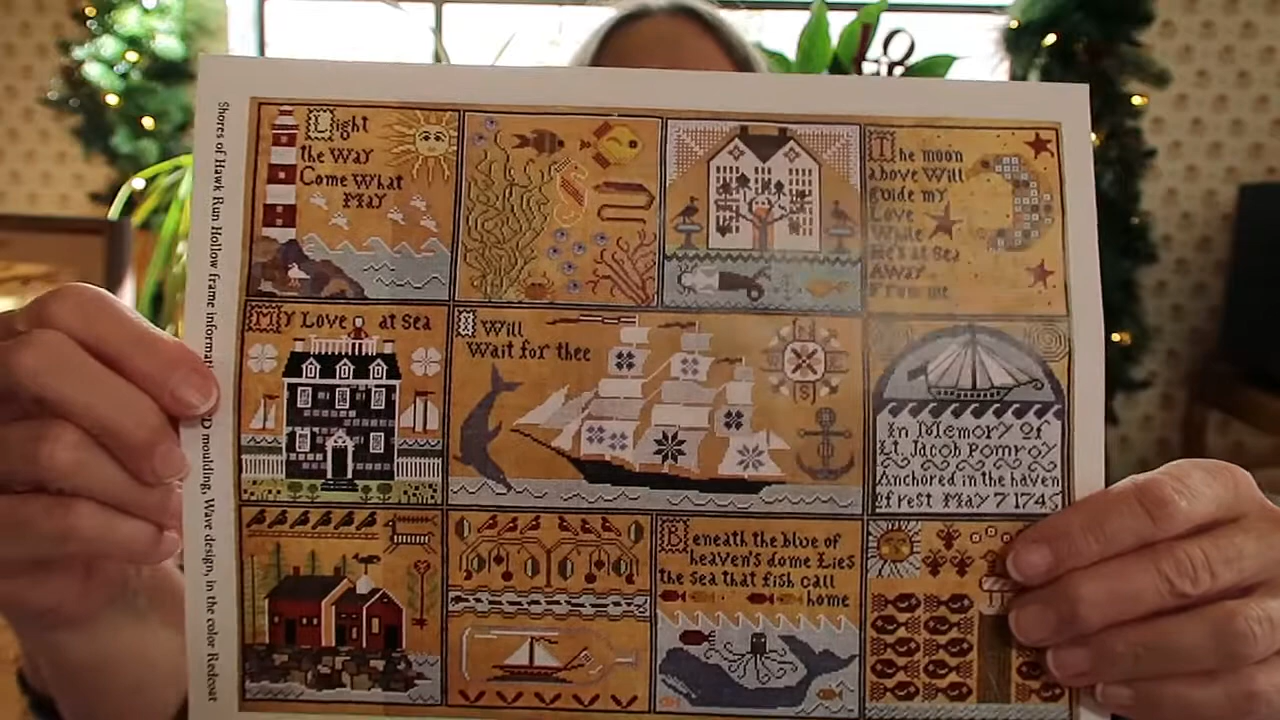 Light
the Way
Come What
May
The moon
above Will
guide my
Love
While
He's at Sea
AWAY
From me
My Love at Sea
I Will
Wait for thee
S
In Memory of
Lt. Jacob Pomroy
Anchored in the haven
of rest May 7 1745
Beneath the blue of
heaven's dome Lies
the sea that fish call
home
Shores of Hawk Run Hollow frame informat
D moulding, Wave design, in the color Redcoat